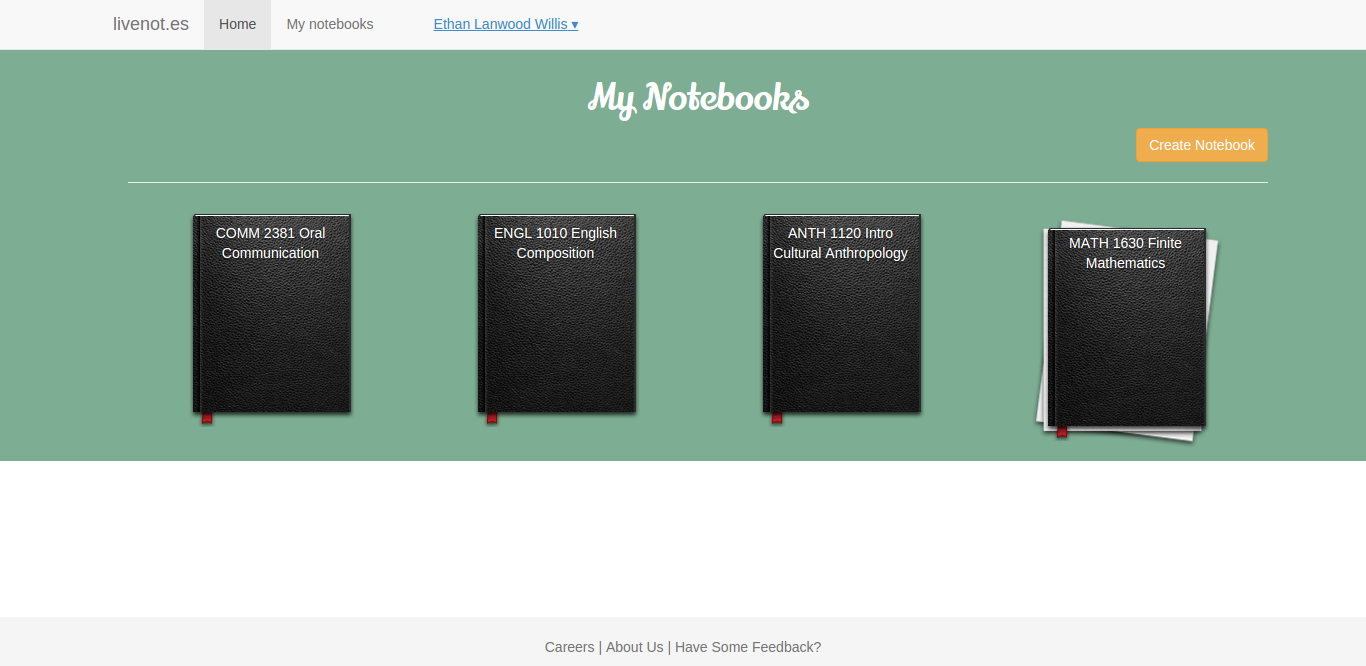 livenot.es Home My notebooks Ethan Lanwood Willis ▾
My Notebooks
Create Notebook
COMM 2381 Oral
Communication
ENGL 1010 English
Composition
ANTH 1120 Intro
Cultural Anthropology
MATH 1630 Finite
Mathematics
Careers | About Us | Have Some Feedback?